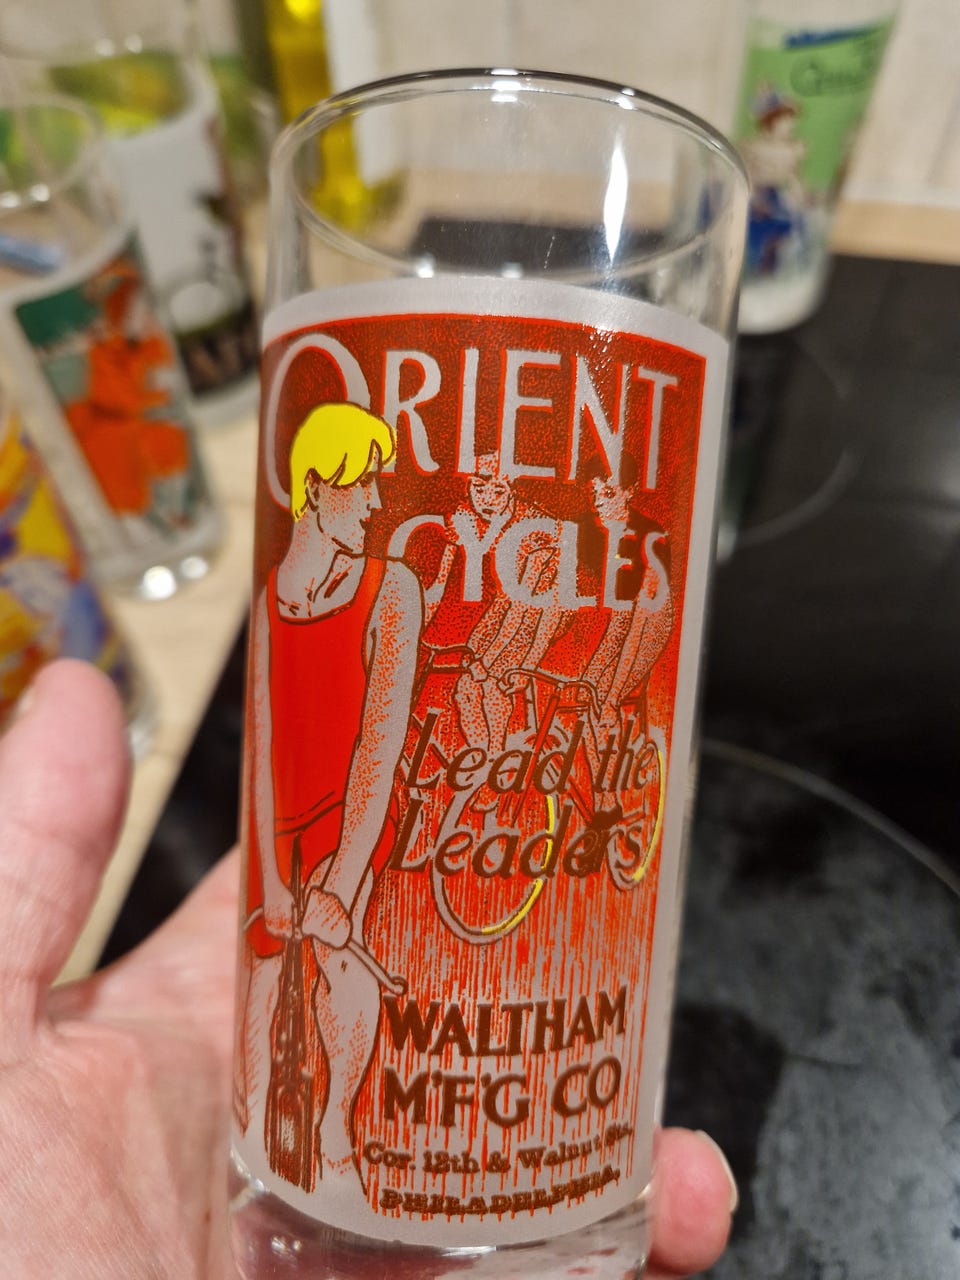 ORIENT
CYCLES
Lead the
Leaders
WALTHAM
M'F'G CO
Cor. 12th & Walnut Sts.
PHILADELPHIA